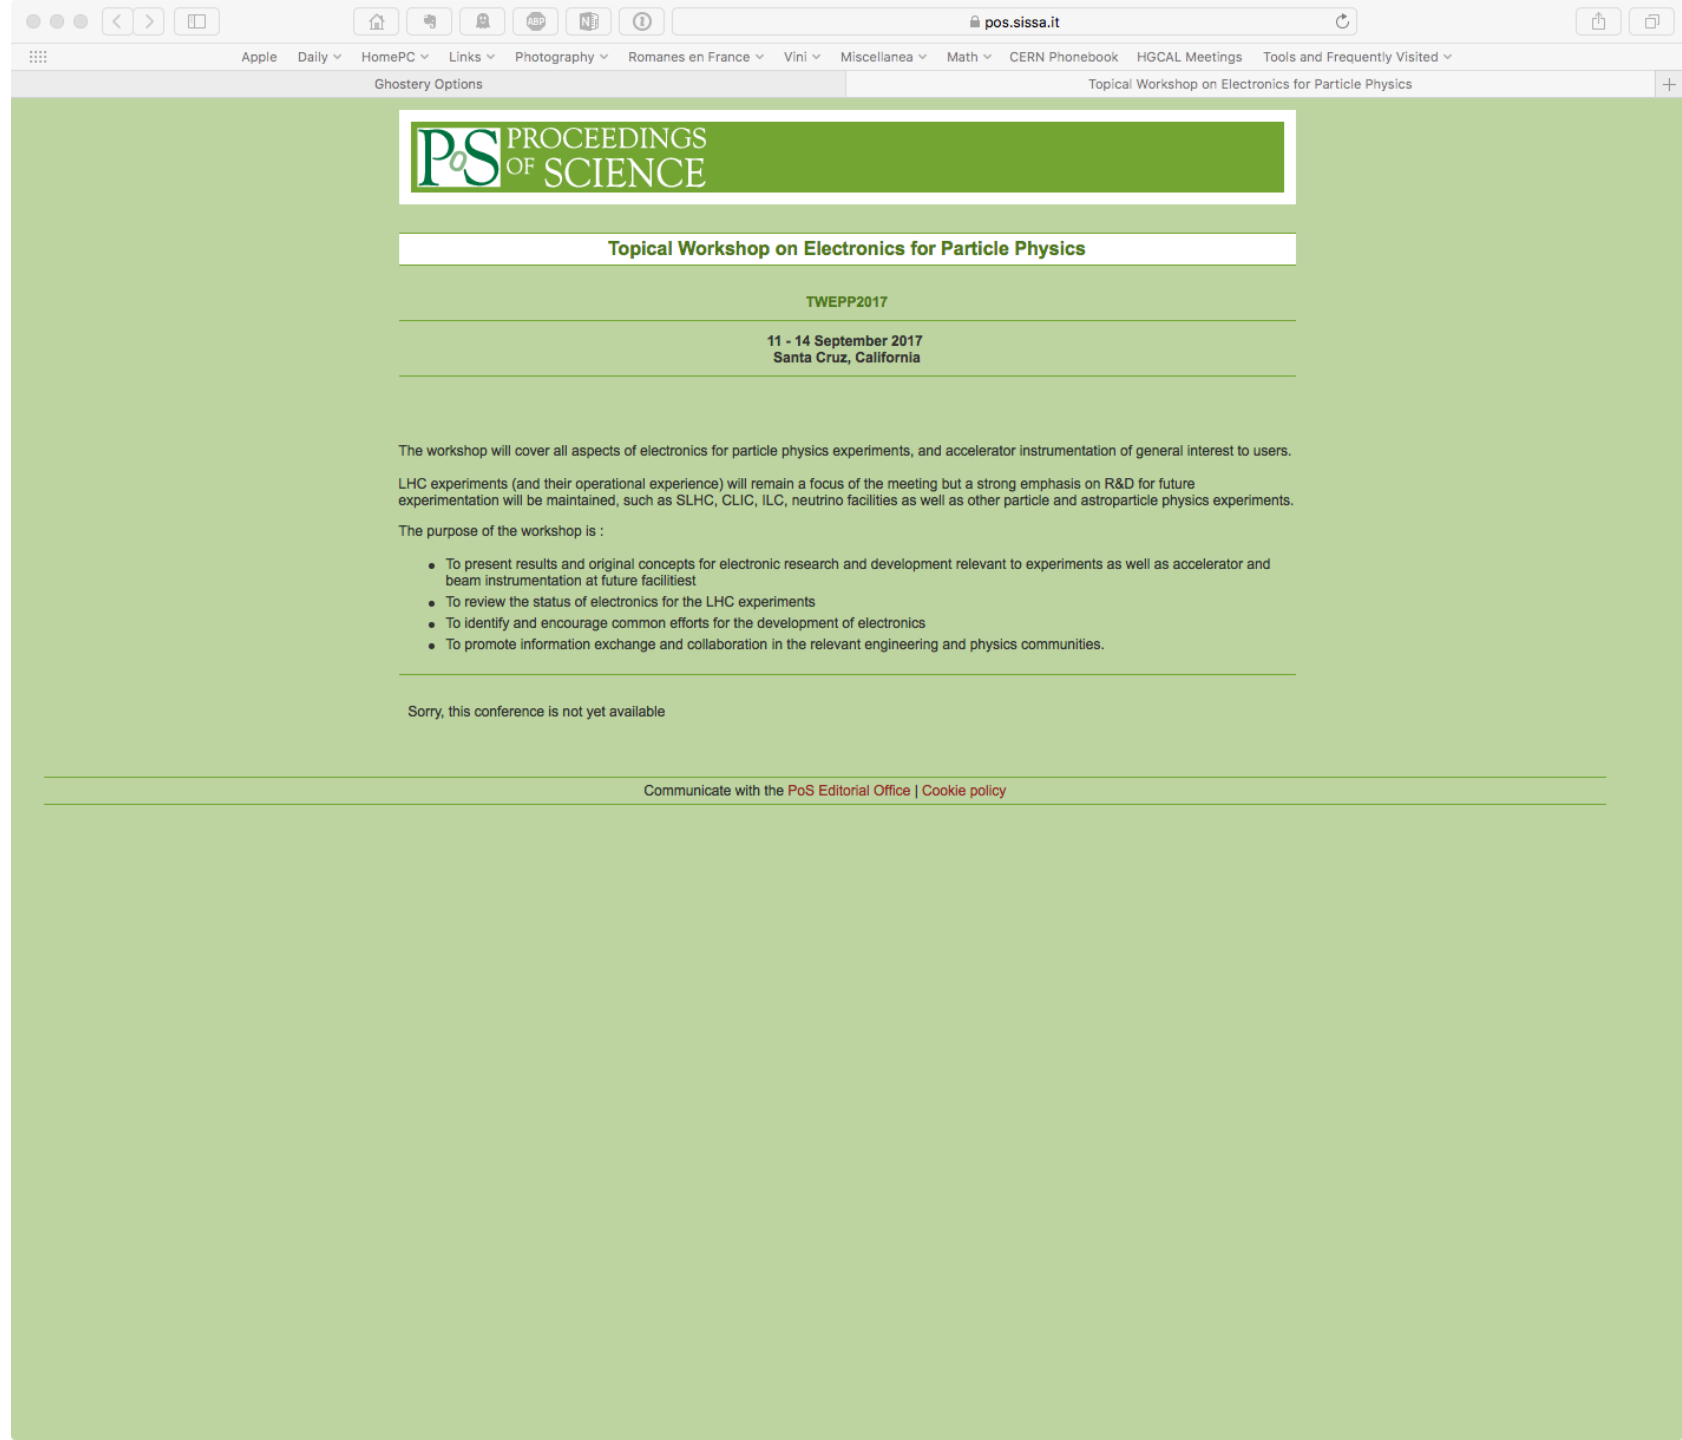 pos.sissa.it
Apple Daily HomePC Links Photography Romanes en France Vini Miscellanea Math CERN Phonebook HGCAL Meetings Tools and Frequently Visited
Ghostery Options Topical Workshop on Electronics for Particle Physics
PoS PROCEEDINGS
OF SCIENCE
Topical Workshop on Electronics for Particle Physics
TWEPP2017
11 - 14 September 2017
Santa Cruz, California
The workshop will cover all aspects of electronics for particle physics experiments, and accelerator instrumentation of general interest to users.
LHC experiments (and their operational experience) will remain a focus of the meeting but a strong emphasis on R&D for future
experimentation will be maintained, such as SLHC, CLIC, ILC, neutrino facilities as well as other particle and astroparticle physics experiments.
The purpose of the workshop is :
To present results and original concepts for electronic research and development relevant to experiments as well as accelerator and
beam instrumentation at future facilitiest
To review the status of electronics for the LHC experiments
To identify and encourage common efforts for the development of electronics
To promote information exchange and collaboration in the relevant engineering and physics communities.
Sorry, this conference is not yet available
Communicate with the PoS Editorial Office | Cookie policy